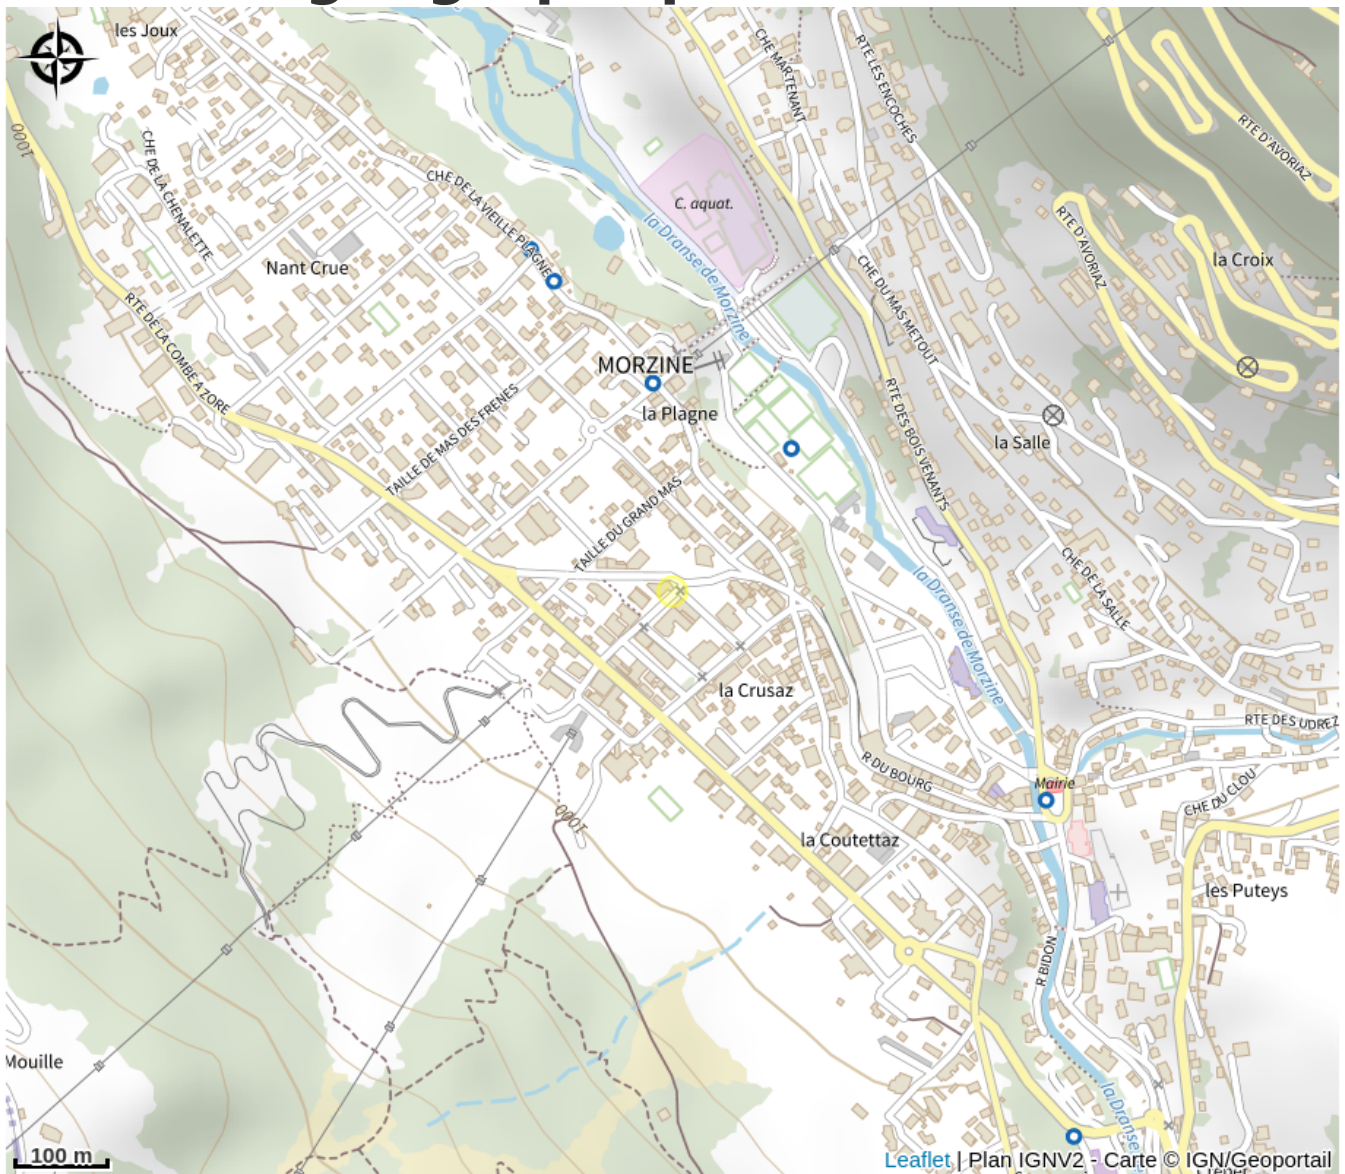 les Joux
CHE MARTENANT
RTE LES ENCOCHES
RTE D'AVORIAZ
1000
CHE DE LA CHENALETTE
CHE DE LA VIEILLE PLAGNE
C. aquat.
RTE D'AVORIAZ
la Dranse de Morzine
Nant Crue
la Croix
CHE DU MAS METOUT
RTE DE LA COMBE A ZORE
MORZINE
la Plagne
TAILLE DE MAS DES FRENES
RTE DES BOIS VENANTS
la Salle
TAILLE DU GRAND MAS
la Dranse de Morzine
CHE DE LA SALLE
la Crusaz
RTE DES UDREZ
R DU BOURG
Mairie
CHE DU CLOU
1000
la Coutettaz
les Puteys
R BIDON
Mouille
la Dranse
100 m
Leaflet | Plan IGNV2 - Carte © IGN/Geoportail